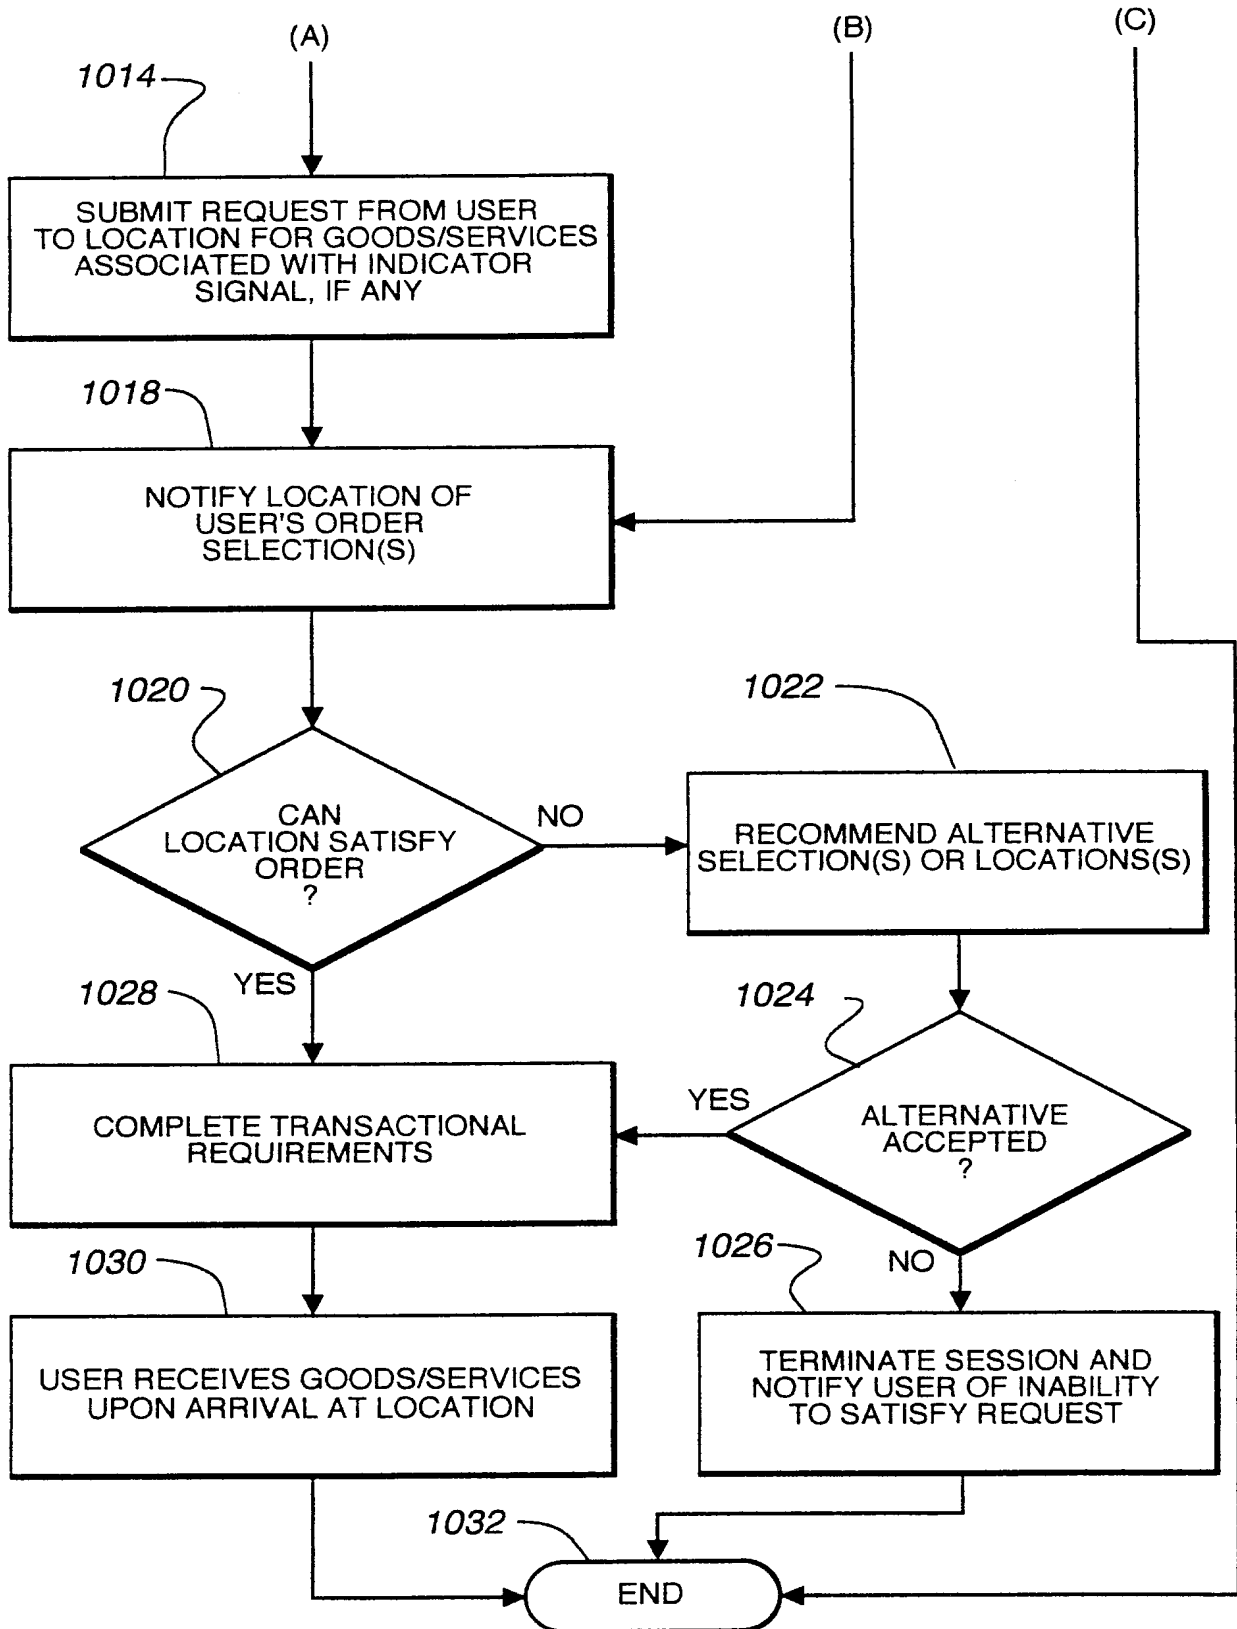 (A)
(B)
(C)
1014
SUBMIT REQUEST FROM USER
TO LOCATION FOR GOODS/SERVICES
ASSOCIATED WITH INDICATOR
SIGNAL, IF ANY
1018
NOTIFY LOCATION OF
USER'S ORDER
SELECTION(S)
1020
CAN
LOCATION SATISFY
ORDER
?
NO
YES
1022
RECOMMEND ALTERNATIVE
SELECTION(S) OR LOCATIONS(S)
1024
ALTERNATIVE
ACCEPTED
?
YES
NO
1028
COMPLETE TRANSACTIONAL
REQUIREMENTS
1030
USER RECEIVES GOODS/SERVICES
UPON ARRIVAL AT LOCATION
1026
TERMINATE SESSION AND
NOTIFY USER OF INABILITY
TO SATISFY REQUEST
1032
END